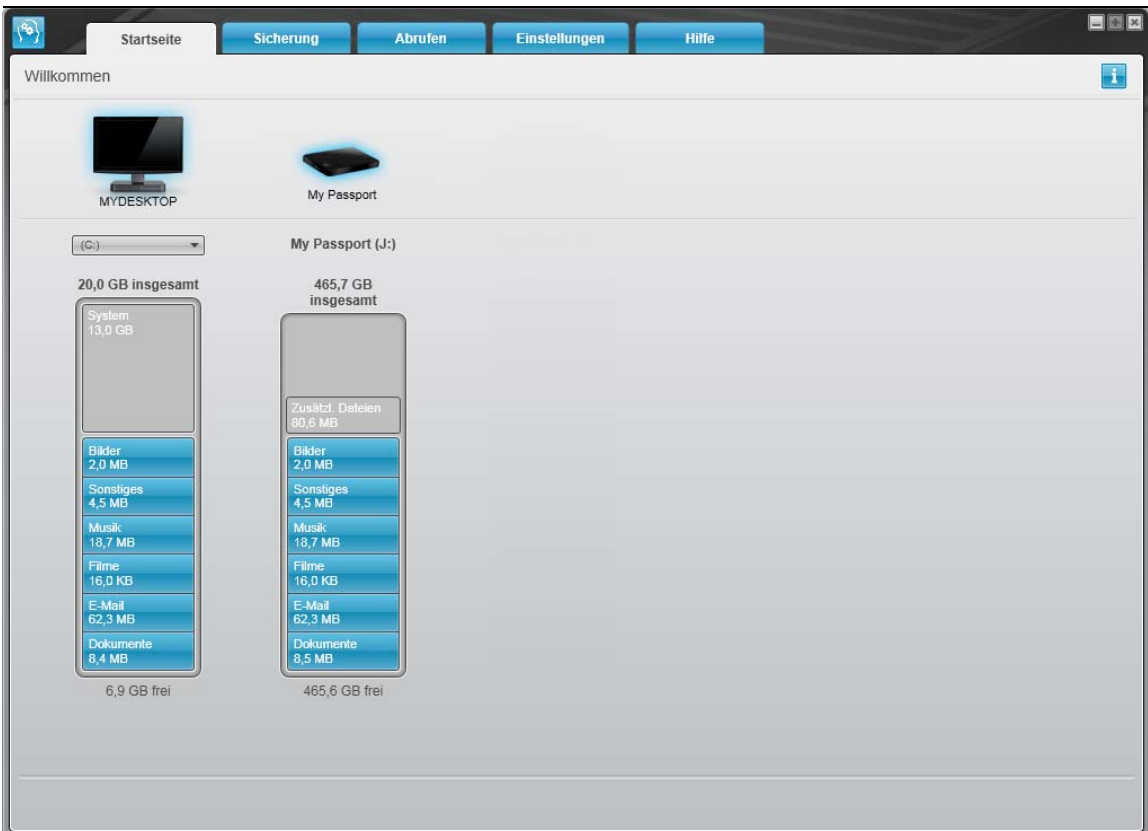 Startseite Sicherung Abrufen Einstellungen Hilfe
Willkommen
MYDESKTOP
My Passport
(C:)
My Passport (J:)
20,0 GB insgesamt
System
13,0 GB
Bilder
2,0 MB
Sonstiges
4,5 MB
Musik
18,7 MB
Filme
16,0 KB
E-Mail
62,3 MB
Dokumente
8,4 MB
6,9 GB frei
465,7 GB
insgesamt
Zusätzl. Dateien
80,6 MB
Bilder
2,0 MB
Sonstiges
4,5 MB
Musik
18,7 MB
Filme
16,0 KB
E-Mail
62,3 MB
Dokumente
8,5 MB
465,6 GB frei